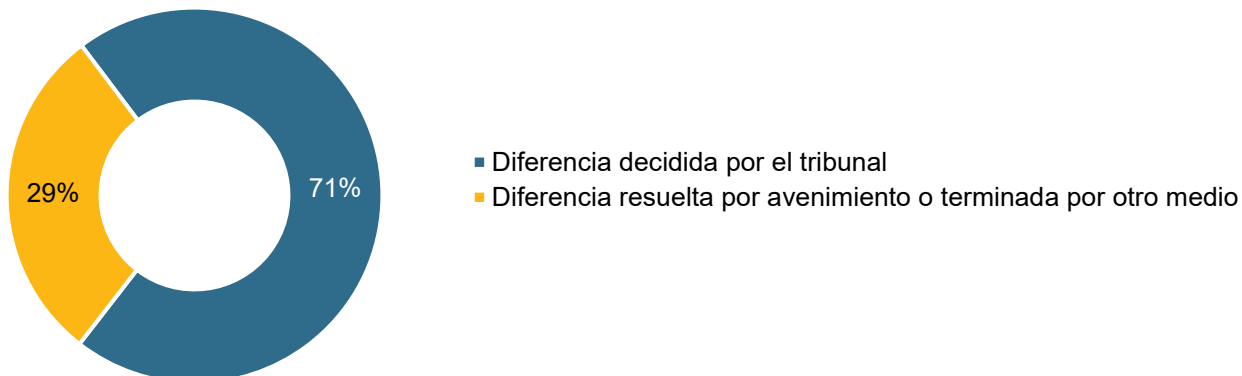 29%
71%
Diferencia decidida por el tribunal
Diferencia resuelta por avenimiento o terminada por otro medio